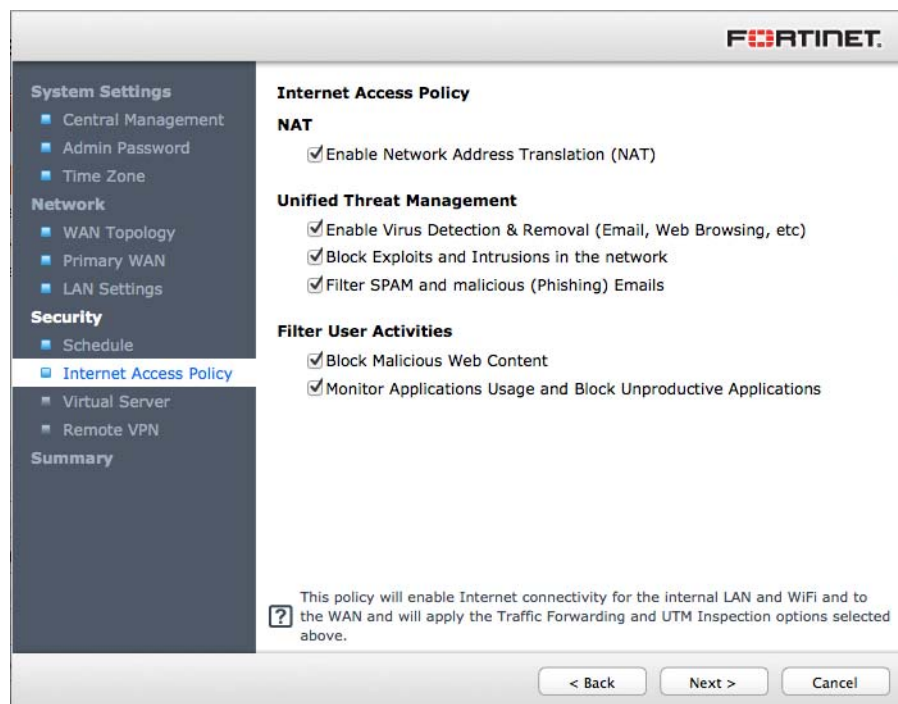 FORTINET.
System Settings
Central Management
Admin Password
Time Zone
Network
WAN Topology
Primary WAN
LAN Settings
Security
Schedule
Internet Access Policy
Virtual Server
Remote VPN
Summary
Internet Access Policy
NAT
Enable Network Address Translation (NAT)
Unified Threat Management
Enable Virus Detection & Removal (Email, Web Browsing, etc)
Block Exploits and Intrusions in the network
Filter SPAM and malicious (Phishing) Emails
Filter User Activities
Block Malicious Web Content
Monitor Applications Usage and Block Unproductive Applications
This policy will enable Internet connectivity for the internal LAN and WiFi and to
? the WAN and will apply the Traffic Forwarding and UTM Inspection options selected
above.
< Back
Next >
Cancel